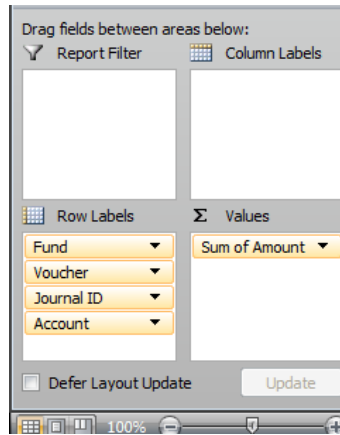 Drag fields between areas below:
Report Filter
Column Labels
Row Labels
Σ Values
Fund
Voucher
Journal ID
Account
Sum of Amount
Defer Layout Update
Update
100%